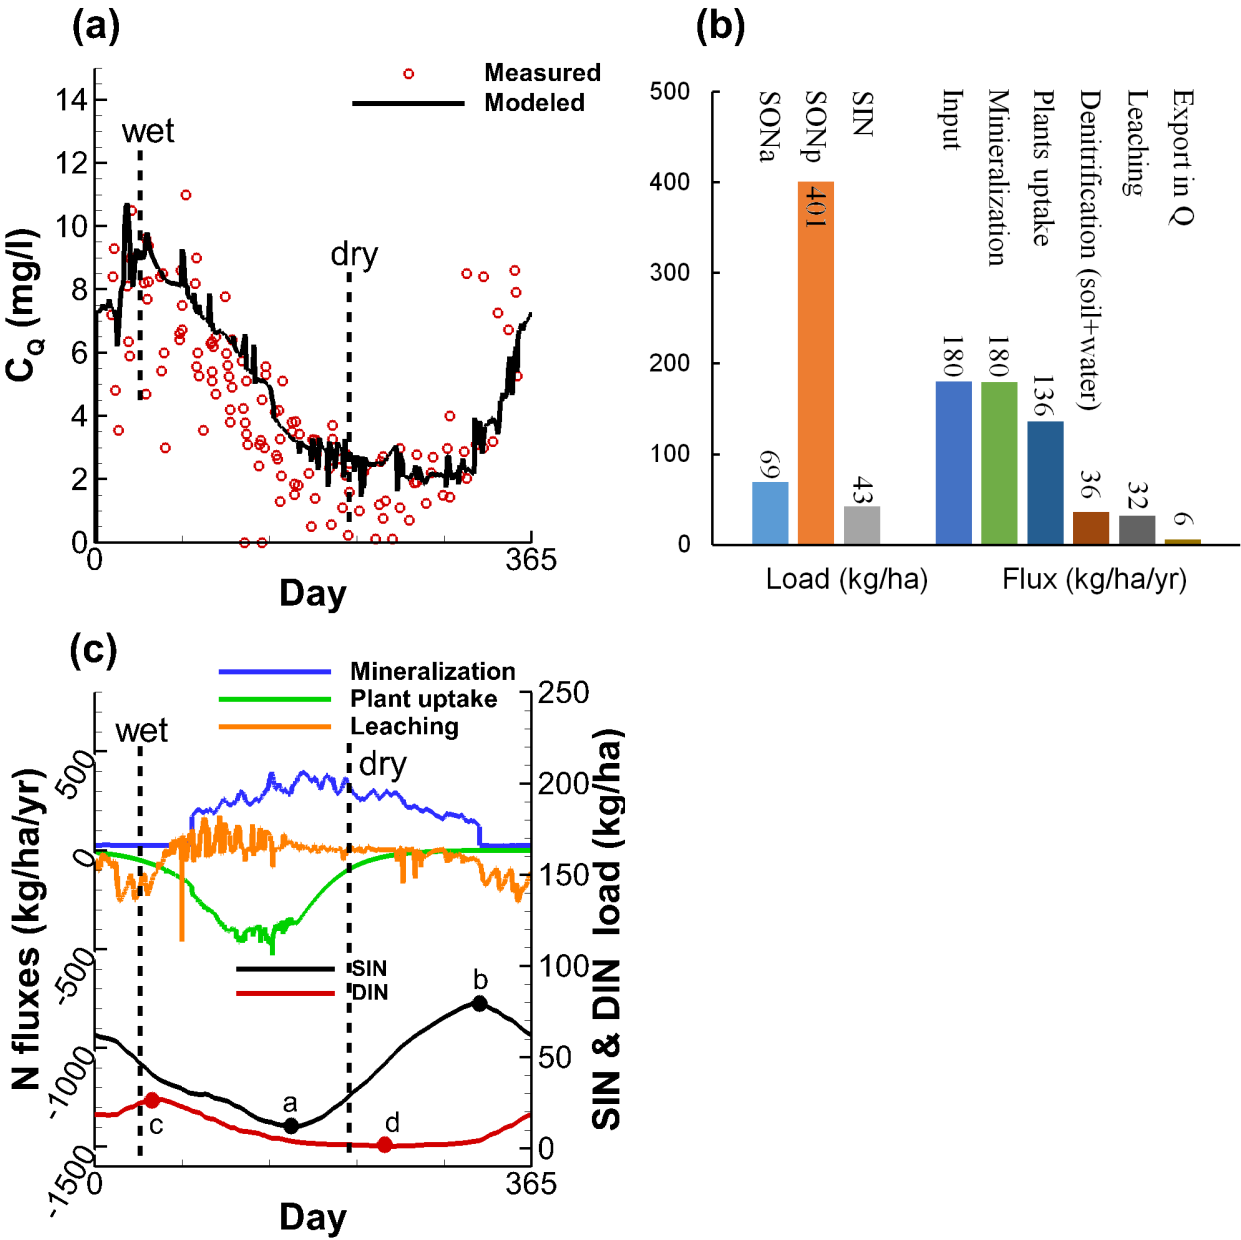 (a)
Measured
Modeled
wet
dry
14
12
10
8
6
4
2
0
0
365
C_Q (mg/l)
Day
(b)
500
400
300
200
100
0
SONa
SONp
SIN
Input
Minieralization
Plants uptake
Denitrification (soil+water)
Leaching
Export in Q
69
401
43
180
180
136
36
32
6
Load (kg/ha)
Flux (kg/ha/yr)
(c)
Mineralization
Plant uptake
Leaching
wet
dry
SIN
DIN
a
b
c
d
500
0
-500
-1000
-1500
N fluxes (kg/ha/yr)
250
200
150
100
50
0
SIN & DIN load (kg/ha)
0
365
Day